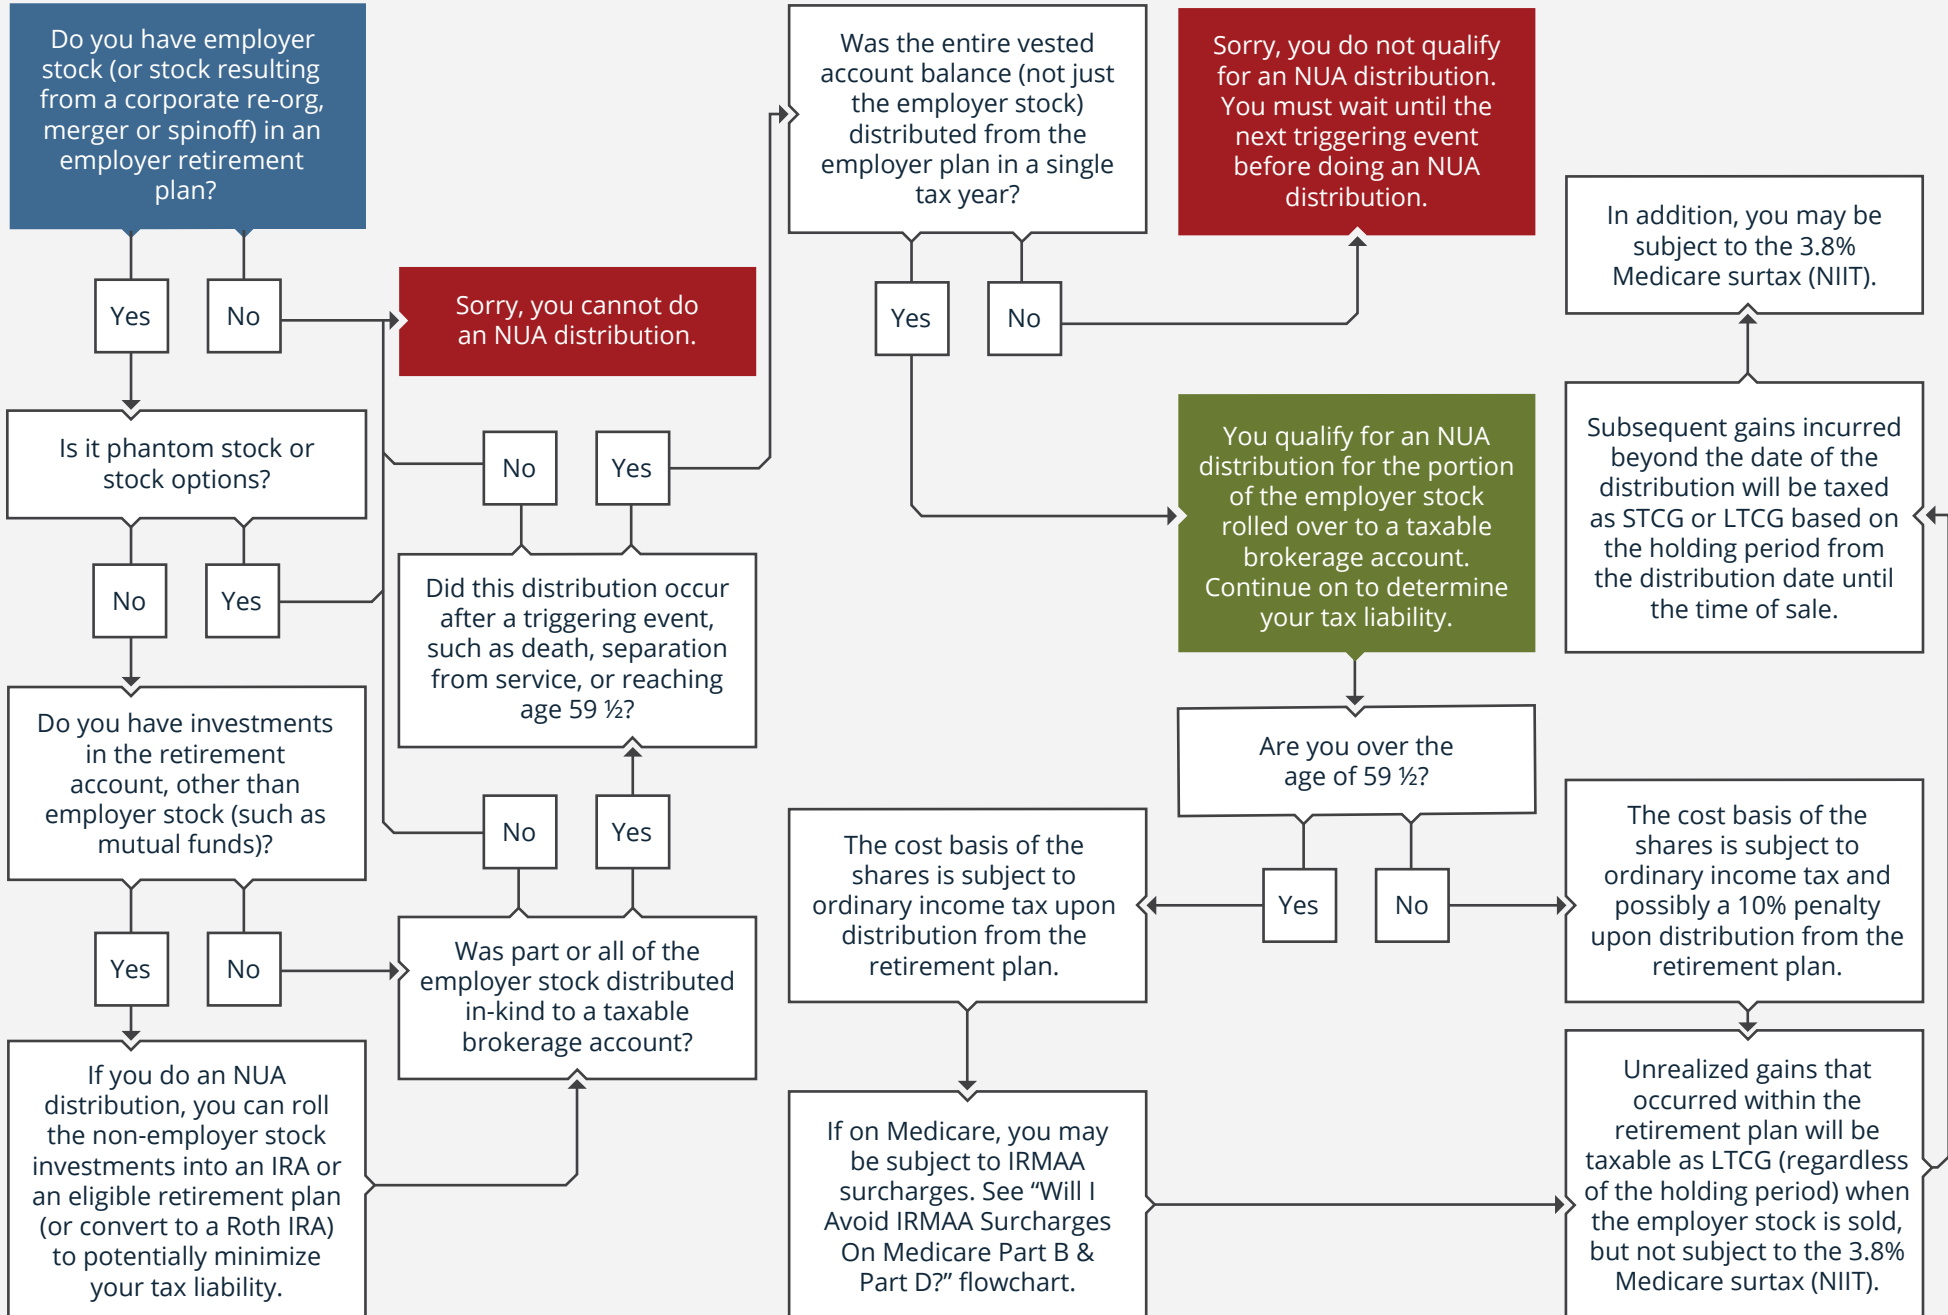 Do you have employer
stock (or stock resulting
from a corporate re-org,
merger or spinoff) in an
employer retirement
plan?
Yes
No
Sorry, you cannot do
an NUA distribution.
Is it phantom stock or
stock options?
No
Yes
Do you have investments
in the retirement
account, other than
employer stock (such as
mutual funds)?
Yes
No
If you do an NUA
distribution, you can roll
the non-employer stock
investments into an IRA or
an eligible retirement plan
(or convert to a Roth IRA)
to potentially minimize
your tax liability.
Was part or all of the
employer stock distributed
in-kind to a taxable
brokerage account?
No
Yes
Did this distribution occur
after a triggering event,
such as death, separation
from service, or reaching
age 59 ½?
No
Yes
Was the entire vested
account balance (not just
the employer stock)
distributed from the
employer plan in a single
tax year?
Yes
No
Sorry, you do not qualify
for an NUA distribution.
You must wait until the
next triggering event
before doing an NUA
distribution.
You qualify for an NUA
distribution for the portion
of the employer stock
rolled over to a taxable
brokerage account.
Continue on to determine
your tax liability.
Are you over the
age of 59 ½?
Yes
No
The cost basis of the
shares is subject to
ordinary income tax upon
distribution from the
retirement plan.
If on Medicare, you may
be subject to IRMAA
surcharges. See “Will I
Avoid IRMAA Surcharges
On Medicare Part B &
Part D?” flowchart.
The cost basis of the
shares is subject to
ordinary income tax and
possibly a 10% penalty
upon distribution from the
retirement plan.
Unrealized gains that
occurred within the
retirement plan will be
taxable as LTCG (regardless
of the holding period) when
the employer stock is sold,
but not subject to the 3.8%
Medicare surtax (NIIT).
Subsequent gains incurred
beyond the date of the
distribution will be taxed
as STCG or LTCG based on
the holding period from
the distribution date until
the time of sale.
In addition, you may be
subject to the 3.8%
Medicare surtax (NIIT).